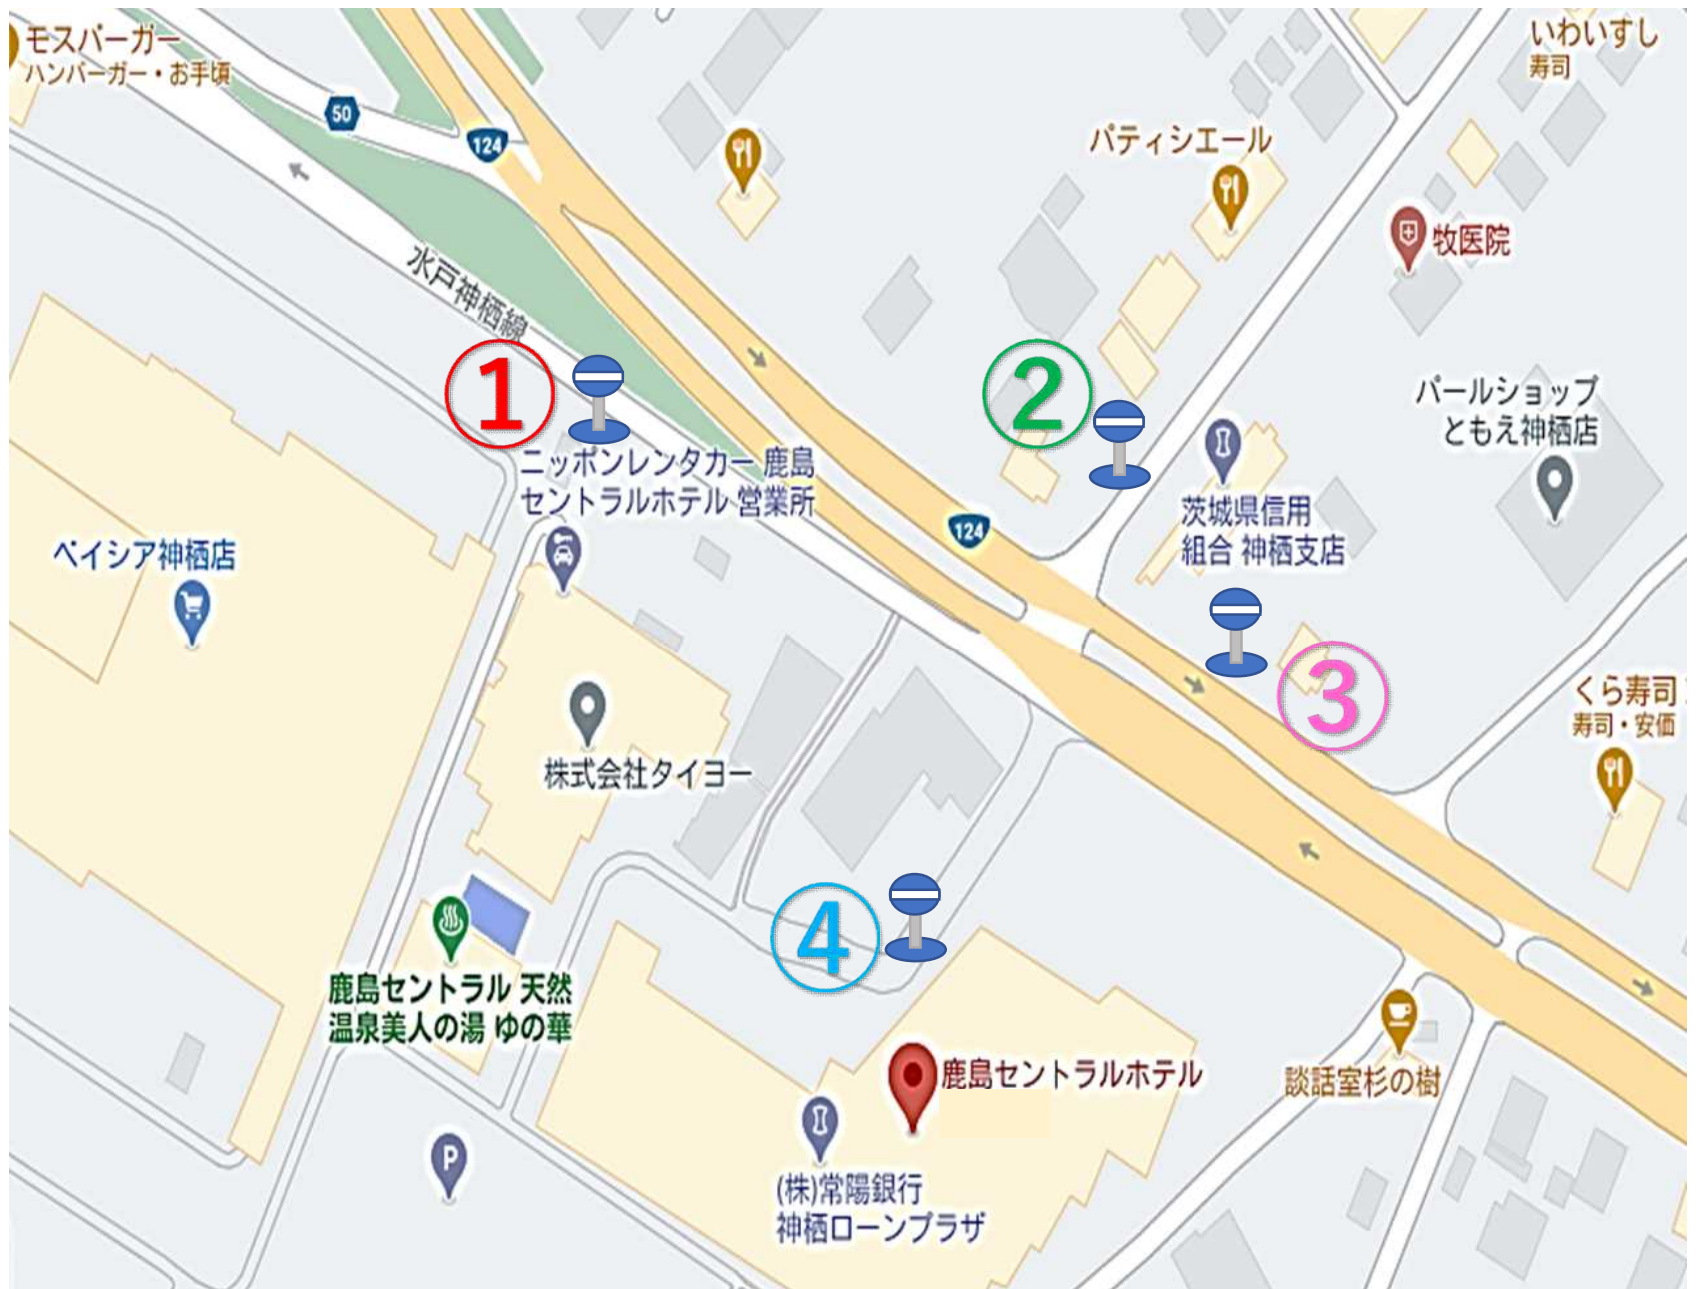 モスバーガー
ハンバーガー・お手頃
50
124
いわいすし
寿司
パティシエール
牧医院
水戸神栖線
①
②
パールショップ
ともえ神栖店
ニッポンレンタカー 鹿島
セントラルホテル 営業所
124
茨城県信用
組合 神栖支店
ベイシア神栖店
③
くら寿司
寿司・安価
株式会社タイヨー
④
鹿島セントラル 天然
温泉美人の湯 ゆの華
鹿島セントラルホテル
談話室杉の樹
P
(株)常陽銀行
神栖ローンプラザ